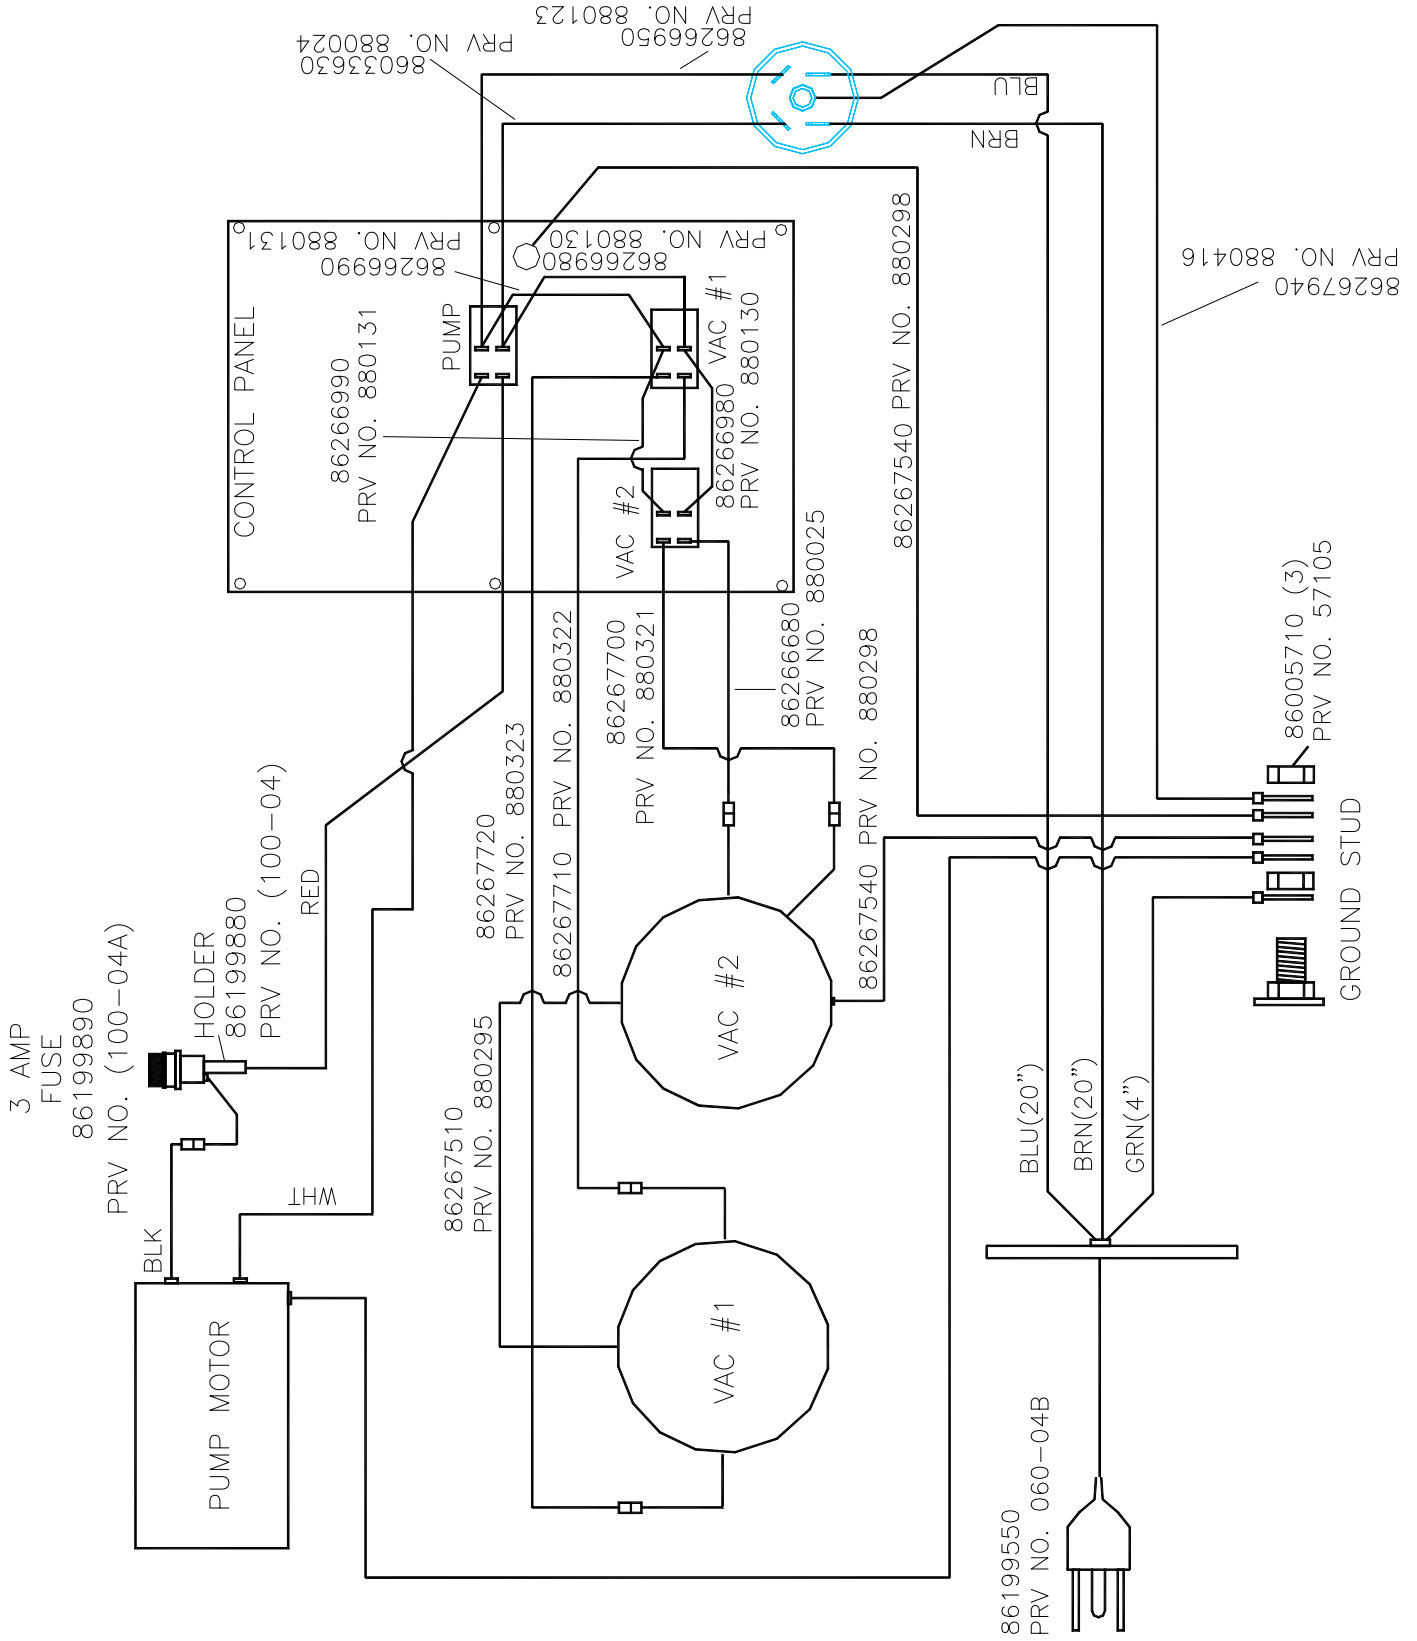 3 AMP
FUSE
86199890
PRV NO. (100-04A)
HOLDER
86199880
PRV NO. (100-04)
RED
BLK
WHT
PUMP MOTOR
CONTROL PANEL
86266990
PRV NO. 880131
PUMP
86266990
PRV NO. 880131
86266980
PRV NO. 880130
VAC #1
86266980
PRV NO. 880130
VAC #2
86033630
PRV NO. 880024
86266950
PRV NO. 880123
BLU
BRN
86267940
PRV NO. 880416
86267540 PRV NO. 880298
86267720
PRV NO. 880323
86267710 PRV NO. 880322
86267700
PRV NO. 880321
86266680
PRV NO. 880025
86267540 PRV NO. 880298
86267510
PRV NO. 880295
VAC #2
VAC #1
86005710 (3)
PRV NO. 57105
GROUND STUD
BLU(20")
BRN(20")
GRN(4")
86199550
PRV NO. 060-04B